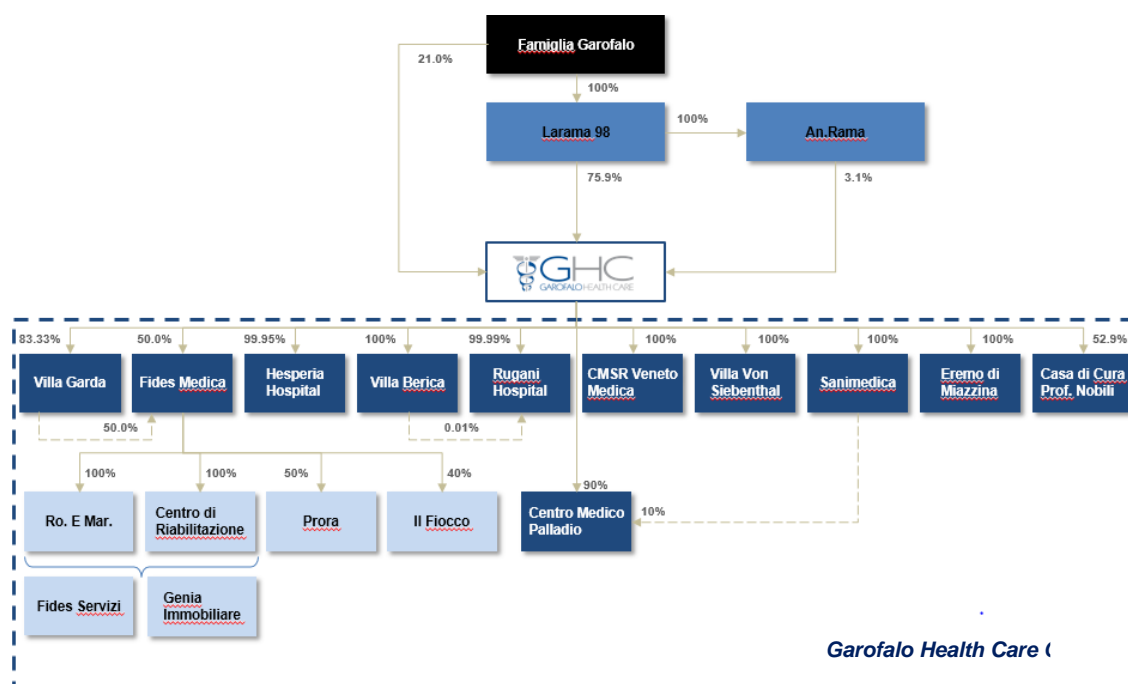 Famiglia Garofalo
21.0%
100%
Larama 98
100%
An.Rama
75.9%
3.1%
GHC
GAROFALO HEALTH CARE
83.33%
50.0%
99.95%
100%
99.99%
100%
100%
100%
100%
52.9%
Villa Garda
Fides Medica
Hesperia
Hospital
Villa Berica
Rugani
Hospital
CMSR Veneto
Medica
Villa Von
Siebenthal
Sanimedica
Eremo di
Miazzina
Casa di Cura
Prof. Nobili
50.0%
0.01%
100%
100%
50%
40%
90%
Ro. E Mar.
Centro di
Riabilitazione
Prora
Il Fiocco
Centro Medico
Palladio
10%
Fides Servizi
Genia
Immobiliare
Garofalo Health Care